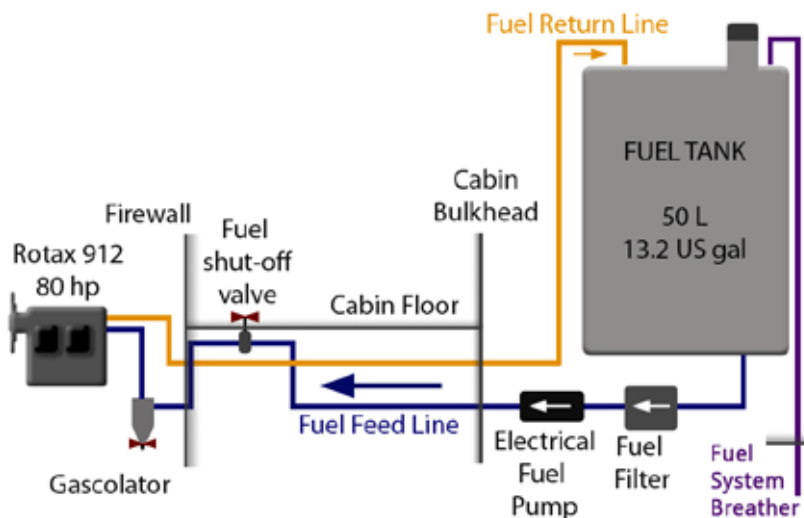 Fuel Return Line
FUEL TANK
50 L
13.2 US gal
Cabin
Bulkhead
Firewall
Fuel
shut-off
valve
Rotax 912
80 hp
Cabin Floor
Fuel Feed Line
Gascolator
Electrical
Fuel
Pump
Fuel
Filter
Fuel
System
Breather